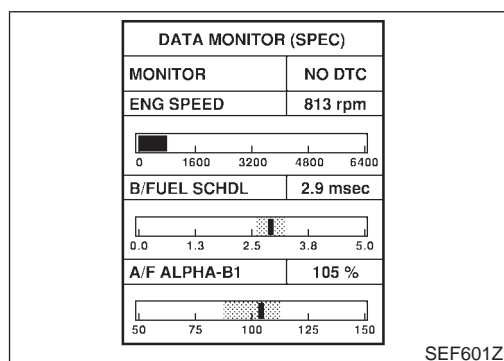 DATA MONITOR (SPEC)
MONITOR NO DTC
ENG SPEED 813 rpm
0 1600 3200 4800 6400
B/FUEL SCHDL 2.9 msec
0.0 1.3 2.5 3.8 5.0
A/F ALPHA-B1 105 %
50 75 100 125 150
SEF601Z